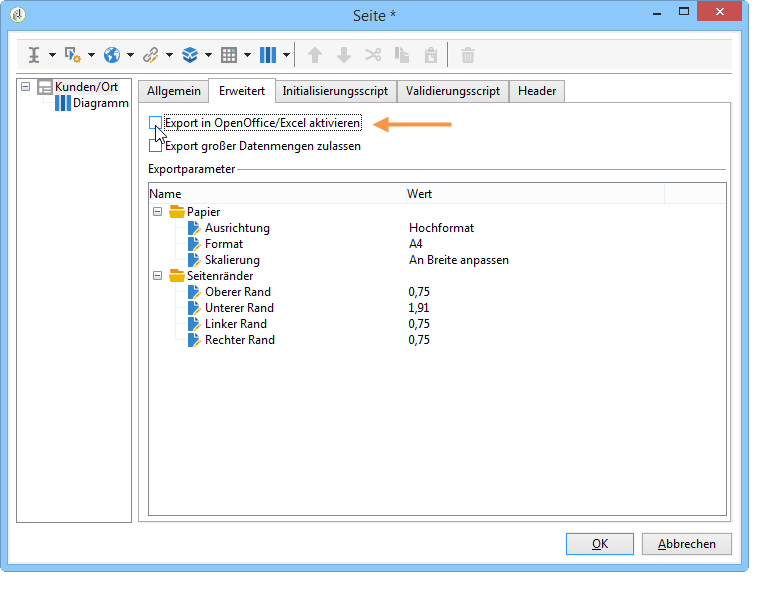 Seite *
Kunden/Ort
Diagramm
Allgemein Erweitert Initialisierungsscript Validierungsscript Header
Export in OpenOffice/Excel aktivieren
Export großer Datenmengen zulassen
Exportparameter
Name Wert
Papier
Ausrichtung Hochformat
Format A4
Skalierung An Breite anpassen
Seitenränder
Oberer Rand 0,75
Unterer Rand 1,91
Linker Rand 0,75
Rechter Rand 0,75
OK Abbrechen